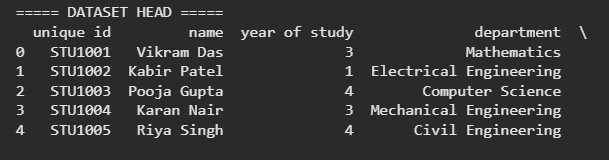 ===== DATASET HEAD =====
unique id name year of study department \
0 STU1001 Vikram Das 3 Mathematics
1 STU1002 Kabir Patel 1 Electrical Engineering
2 STU1003 Pooja Gupta 4 Computer Science
3 STU1004 Karan Nair 3 Mechanical Engineering
4 STU1005 Riya Singh 4 Civil Engineering